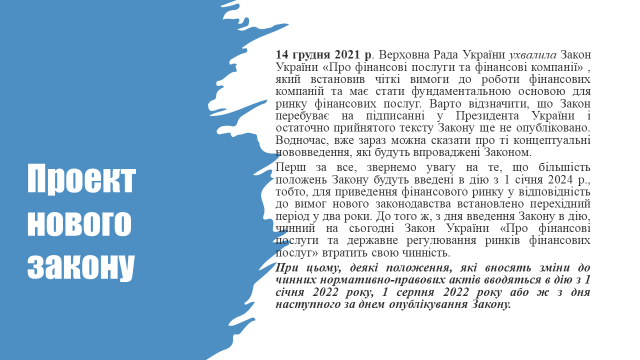 Проект
нового
закону
14 грудня 2021 р. Верховна Рада України ухвалила Закон
України «Про фінансові послуги та фінансові компанії» ,
який встановив чіткі вимоги до роботи фінансових
компаній та має стати фундаментальною основою для
ринку фінансових послуг. Варто відзначити, що Закон
перебуває на підписанні у Президента України і
остаточно прийнятого тексту Закону ще не опубліковано.
Водночас, вже зараз можна сказати про ті концептуальні
нововведення, які будуть впроваджені Законом.
Перш за все, звернемо увагу на те, що більшість
положень Закону будуть введені в дію з 1 січня 2024 р.,
тобто, для приведення фінансового ринку у відповідність
до вимог нового законодавства встановлено перехідний
період у два роки. До того ж, з дня введення Закону в дію,
чинний на сьогодні Закон України «Про фінансові
послуги та державне регулювання ринків фінансових
послуг» втратить свою чинність.
При цьому, деякі положення, які вносять зміни до
чинних нормативно-правових актів вводяться в дію з 1
січня 2022 року, 1 серпня 2022 року або ж з дня
наступного за днем опублікування Закону.